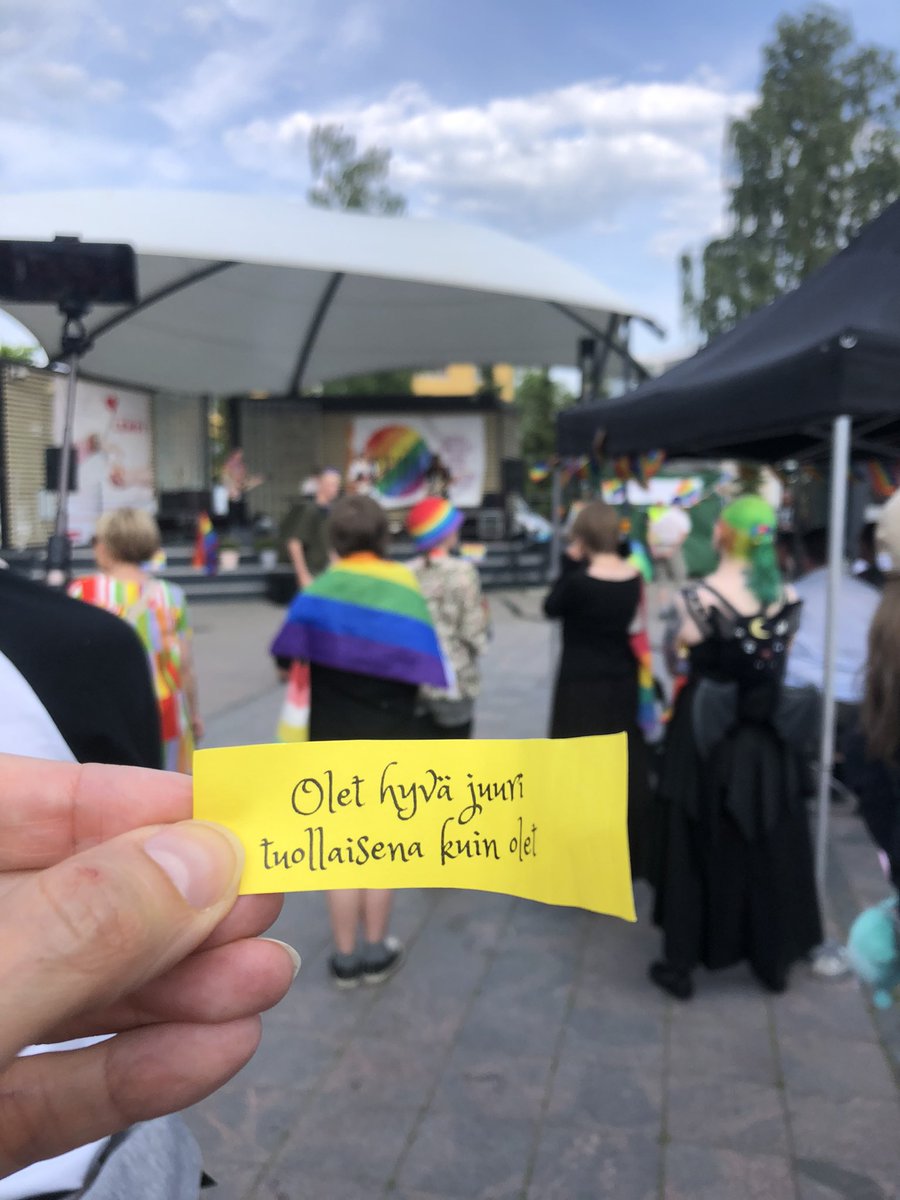 Olet hyvä juuri
tuollaisena kuin olet